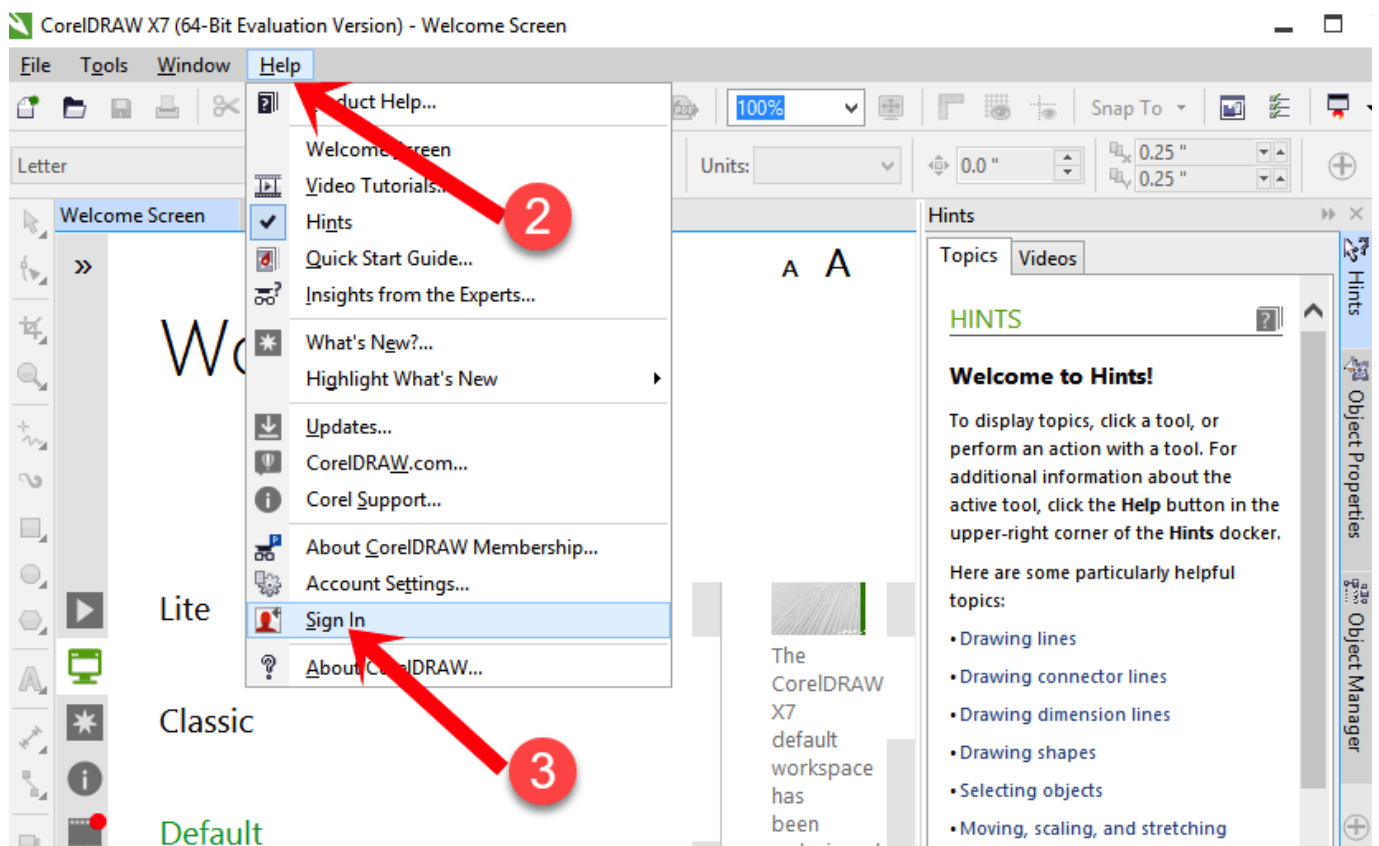 CorelDRAW X7 (64-Bit Evaluation Version) - Welcome Screen
File Tools Window Help
100% Snap To
Letter Units: 0.0 " 0.25 "
0.25 "
Welcome Screen
Product Help...
Welcome Screen
Video Tutorials...
Hints
Quick Start Guide...
Insights from the Experts...
What's New?...
Highlight What's New
Updates...
CorelDRAW.com...
Corel Support...
About CorelDRAW Membership...
Account Settings...
Sign In
About CorelDRAW...
2
3
A A
Wo
Lite
Classic
Default
The
CorelDRAW
X7
default
workspace
has
been
Hints
Topics Videos
HINTS
Welcome to Hints!
To display topics, click a tool, or
perform an action with a tool. For
additional information about the
active tool, click the Help button in the
upper-right corner of the Hints docker.
Here are some particularly helpful
topics:
• Drawing lines
• Drawing connector lines
• Drawing dimension lines
• Drawing shapes
• Selecting objects
• Moving, scaling, and stretching
Hints
Object Properties
Object Manager